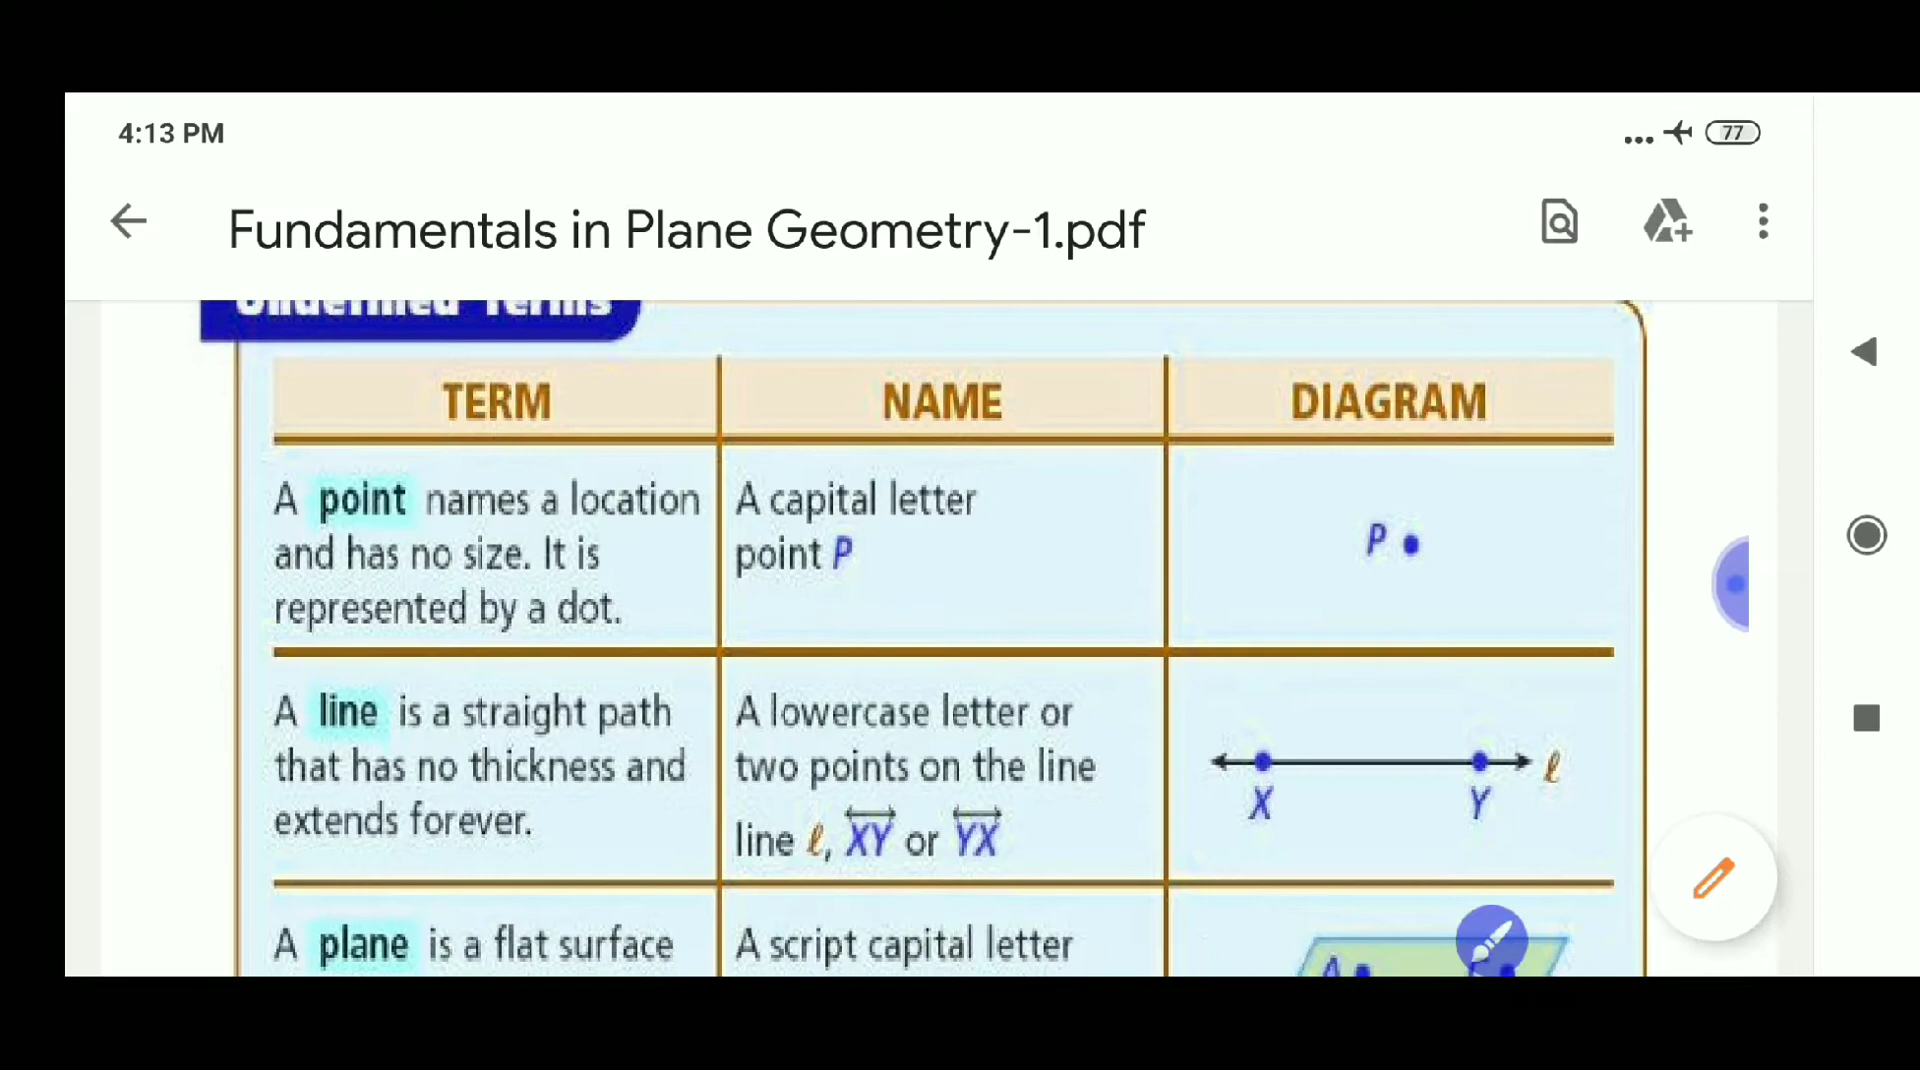 4:13 PM
77
Fundamentals in Plane Geometry-1.pdf
Undefined Terms
TERM
NAME
DIAGRAM
A point names a location
and has no size. It is
represented by a dot.
A capital letter
point P
P
A line is a straight path
that has no thickness and
extends forever.
A lowercase letter or
two points on the line
line ℓ, XY or YX
ℓ
X Y
A plane is a flat surface
A script capital letter
A